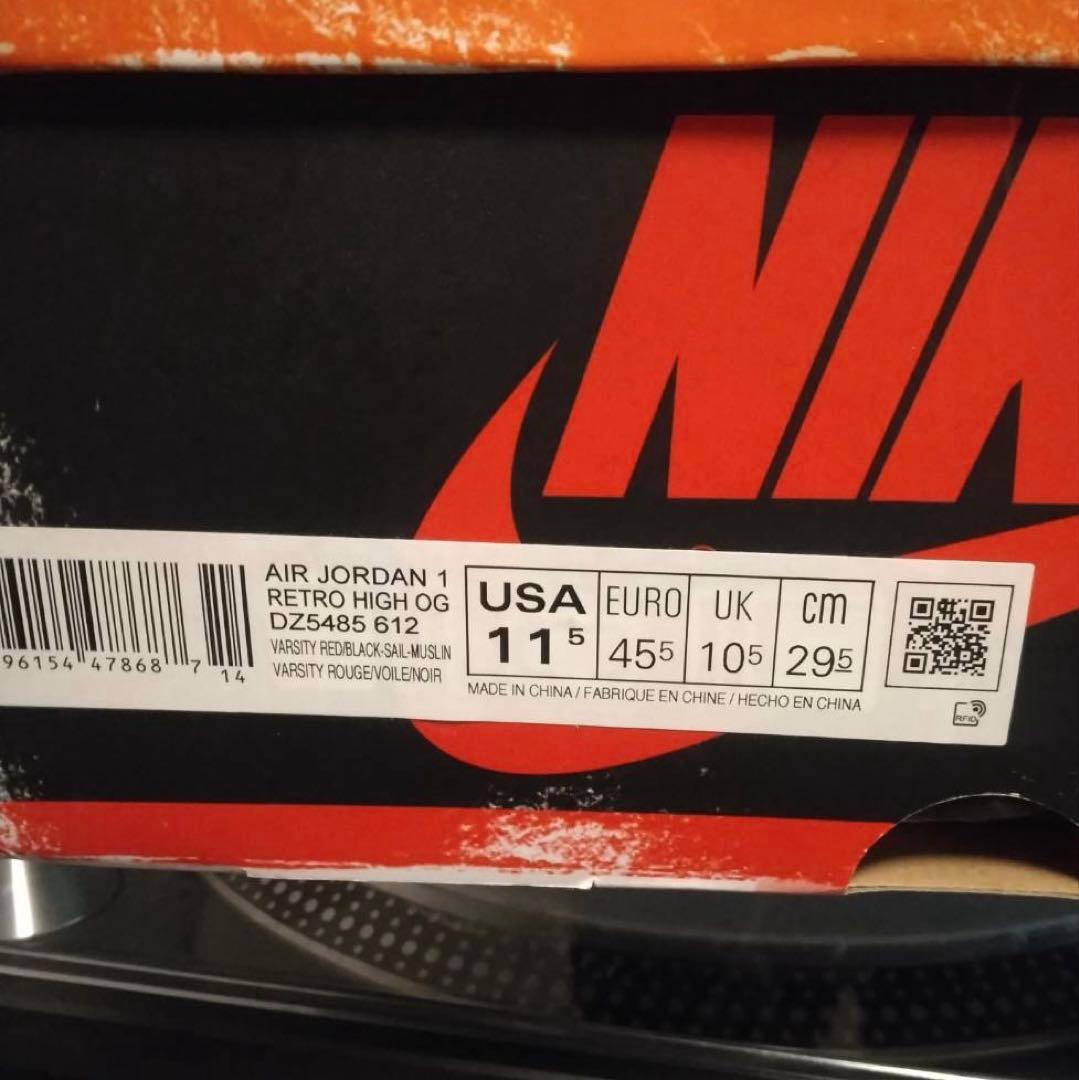 NIK
AIR JORDAN 1
RETRO HIGH OG
DZ5485 612
VARSITY RED/BLACK-SAIL-MUSLIN
VARSITY ROUGE/VOILE/NOIR
96154 47868 7 14
USA EURO UK cm
11 5 45 5 10 5 29 5
MADE IN CHINA / FABRIQUE EN CHINE / HECHO EN CHINA
RFID